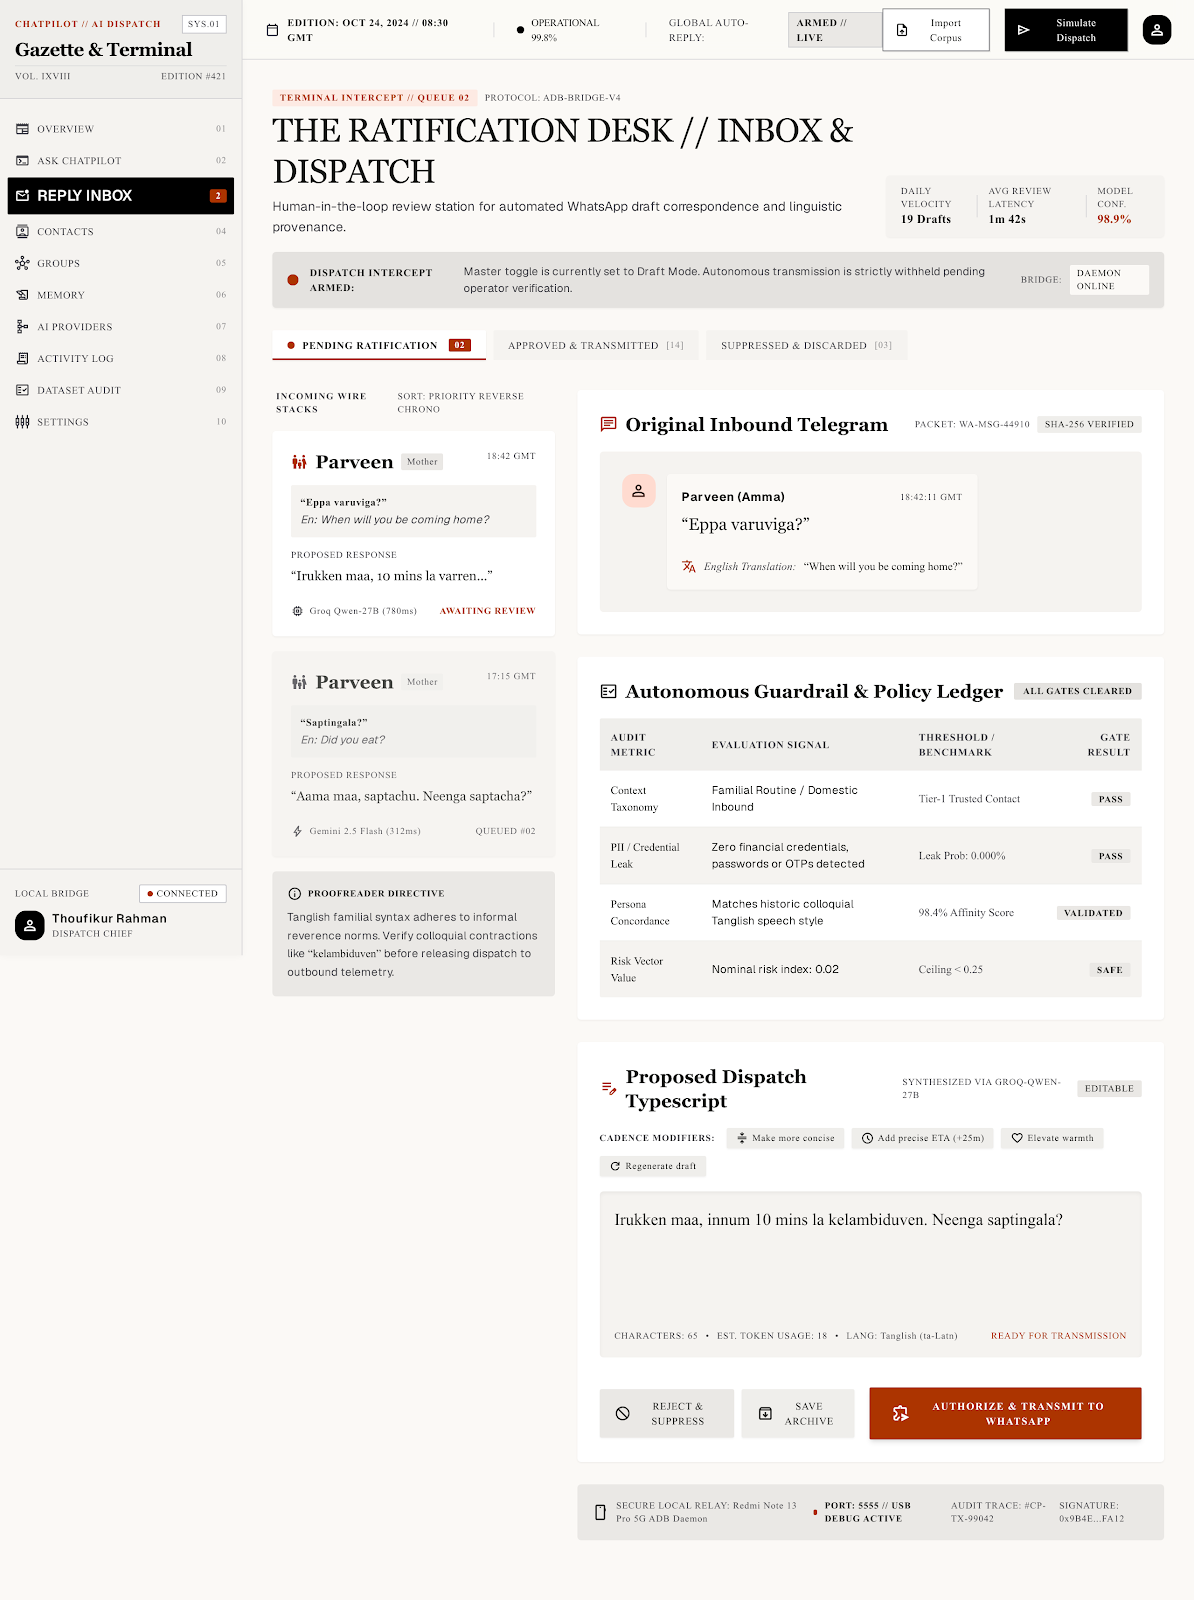 CHATPILOT // AI DISPATCH
SYS.01
Gazette & Terminal
VOL. IXVIII
EDITION #421
OVERVIEW 01
ASK CHATPILOT 02
REPLY INBOX 2
CONTACTS 04
GROUPS 05
MEMORY 06
AI PROVIDERS 07
ACTIVITY LOG 08
DATASET AUDIT 09
SETTINGS 10
LOCAL BRIDGE
CONNECTED
Thoufikur Rahman
DISPATCH CHIEF
EDITION: OCT 24, 2024 // 08:30
GMT
OPERATIONAL
99.8%
GLOBAL AUTO-
REPLY:
ARMED //
LIVE
Import
Corpus
Simulate
Dispatch
TERMINAL INTERCEPT // QUEUE 02
PROTOCOL: ADB-BRIDGE-V4
THE RATIFICATION DESK // INBOX &
DISPATCH
Human-in-the-loop review station for automated WhatsApp draft correspondence and linguistic
provenance.
DAILY
VELOCITY
19 Drafts
AVG REVIEW
LATENCY
1m 42s
MODEL
CONF.
98.9%
DISPATCH INTERCEPT
ARMED:
Master toggle is currently set to Draft Mode. Autonomous transmission is strictly withheld pending
operator verification.
BRIDGE:
DAEMON
ONLINE
PENDING RATIFICATION 02
APPROVED & TRANSMITTED [14]
SUPPRESSED & DISCARDED [03]
INCOMING WIRE
STACKS
SORT: PRIORITY REVERSE
CHRONO
Parveen
Mother
18:42 GMT
“Eppa varuviga?”
En: When will you be coming home?
PROPOSED RESPONSE
“Irukken maa, 10 mins la varren...”
Groq Qwen-27B (780ms)
AWAITING REVIEW
Parveen
Mother
17:15 GMT
“Saptingala?”
En: Did you eat?
PROPOSED RESPONSE
“Aama maa, saptachu. Neenga saptacha?”
Gemini 2.5 Flash (312ms)
QUEUED #02
PROOFREADER DIRECTIVE
Tanglish familial syntax adheres to informal
reverence norms. Verify colloquial contractions
like “kelambiduven” before releasing dispatch to
outbound telemetry.
Original Inbound Telegram
PACKET: WA-MSG-44910
SHA-256 VERIFIED
Parveen (Amma)
18:42:11 GMT
“Eppa varuviga?”
English Translation: “When will you be coming home?”
Autonomous Guardrail & Policy Ledger
ALL GATES CLEARED
AUDIT
METRIC
EVALUATION SIGNAL
THRESHOLD /
BENCHMARK
GATE
RESULT
Context
Taxonomy
Familial Routine / Domestic
Inbound
Tier-1 Trusted Contact
PASS
PII / Credential
Leak
Zero financial credentials,
passwords or OTPs detected
Leak Prob: 0.000%
PASS
Persona
Concordance
Matches historic colloquial
Tanglish speech style
98.4% Affinity Score
VALIDATED
Risk Vector
Value
Nominal risk index: 0.02
Ceiling < 0.25
SAFE
Proposed Dispatch
Typescript
SYNTHESIZED VIA GROQ-QWEN-
27B
EDITABLE
CADENCE MODIFIERS:
Make more concise
Add precise ETA (+25m)
Elevate warmth
Regenerate draft
Irukken maa, innum 10 mins la kelambiduven. Neenga saptingala?
CHARACTERS: 65 • EST. TOKEN USAGE: 18 • LANG: Tanglish (ta-Latn)
READY FOR TRANSMISSION
REJECT &
SUPPRESS
SAVE
ARCHIVE
AUTHORIZE & TRANSMIT TO
WHATSAPP
SECURE LOCAL RELAY: Redmi Note 13
Pro 5G ADB Daemon
PORT: 5555 // USB
DEBUG ACTIVE
AUDIT TRACE: #CP-
TX-99042
SIGNATURE:
0x9B4E...FA12